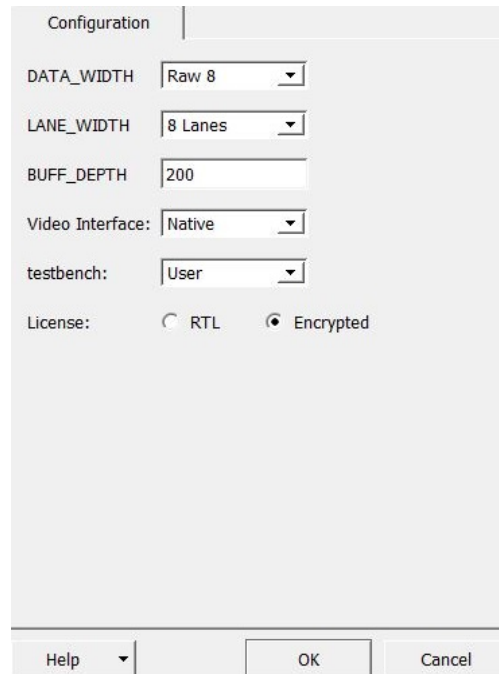 Configuration
DATA_WIDTH Raw 8
LANE_WIDTH 8 Lanes
BUFF_DEPTH 200
Video Interface: Native
testbench: User
License: RTL Encrypted
Help OK Cancel